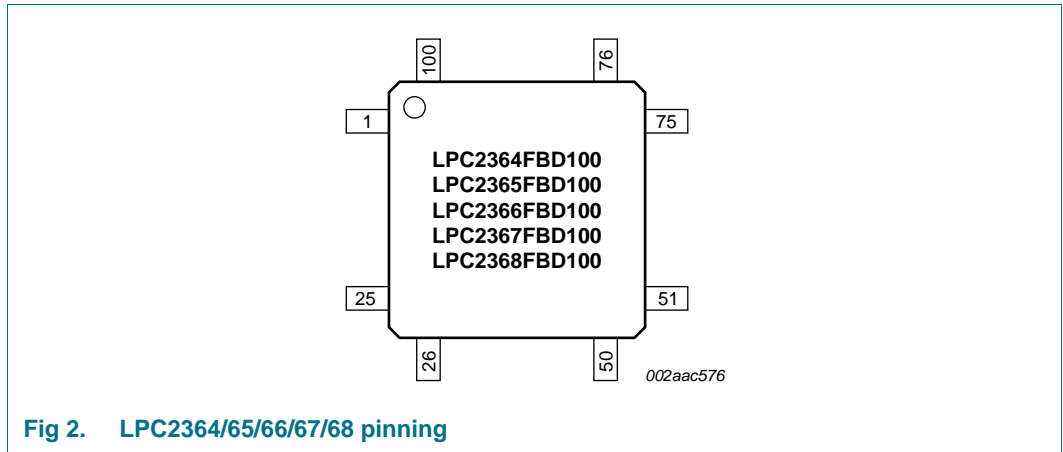 100
76
1
75
LPC2364FBD100
LPC2365FBD100
LPC2366FBD100
LPC2367FBD100
LPC2368FBD100
25
51
26
50
002aac576
Fig 2. LPC2364/65/66/67/68 pinning